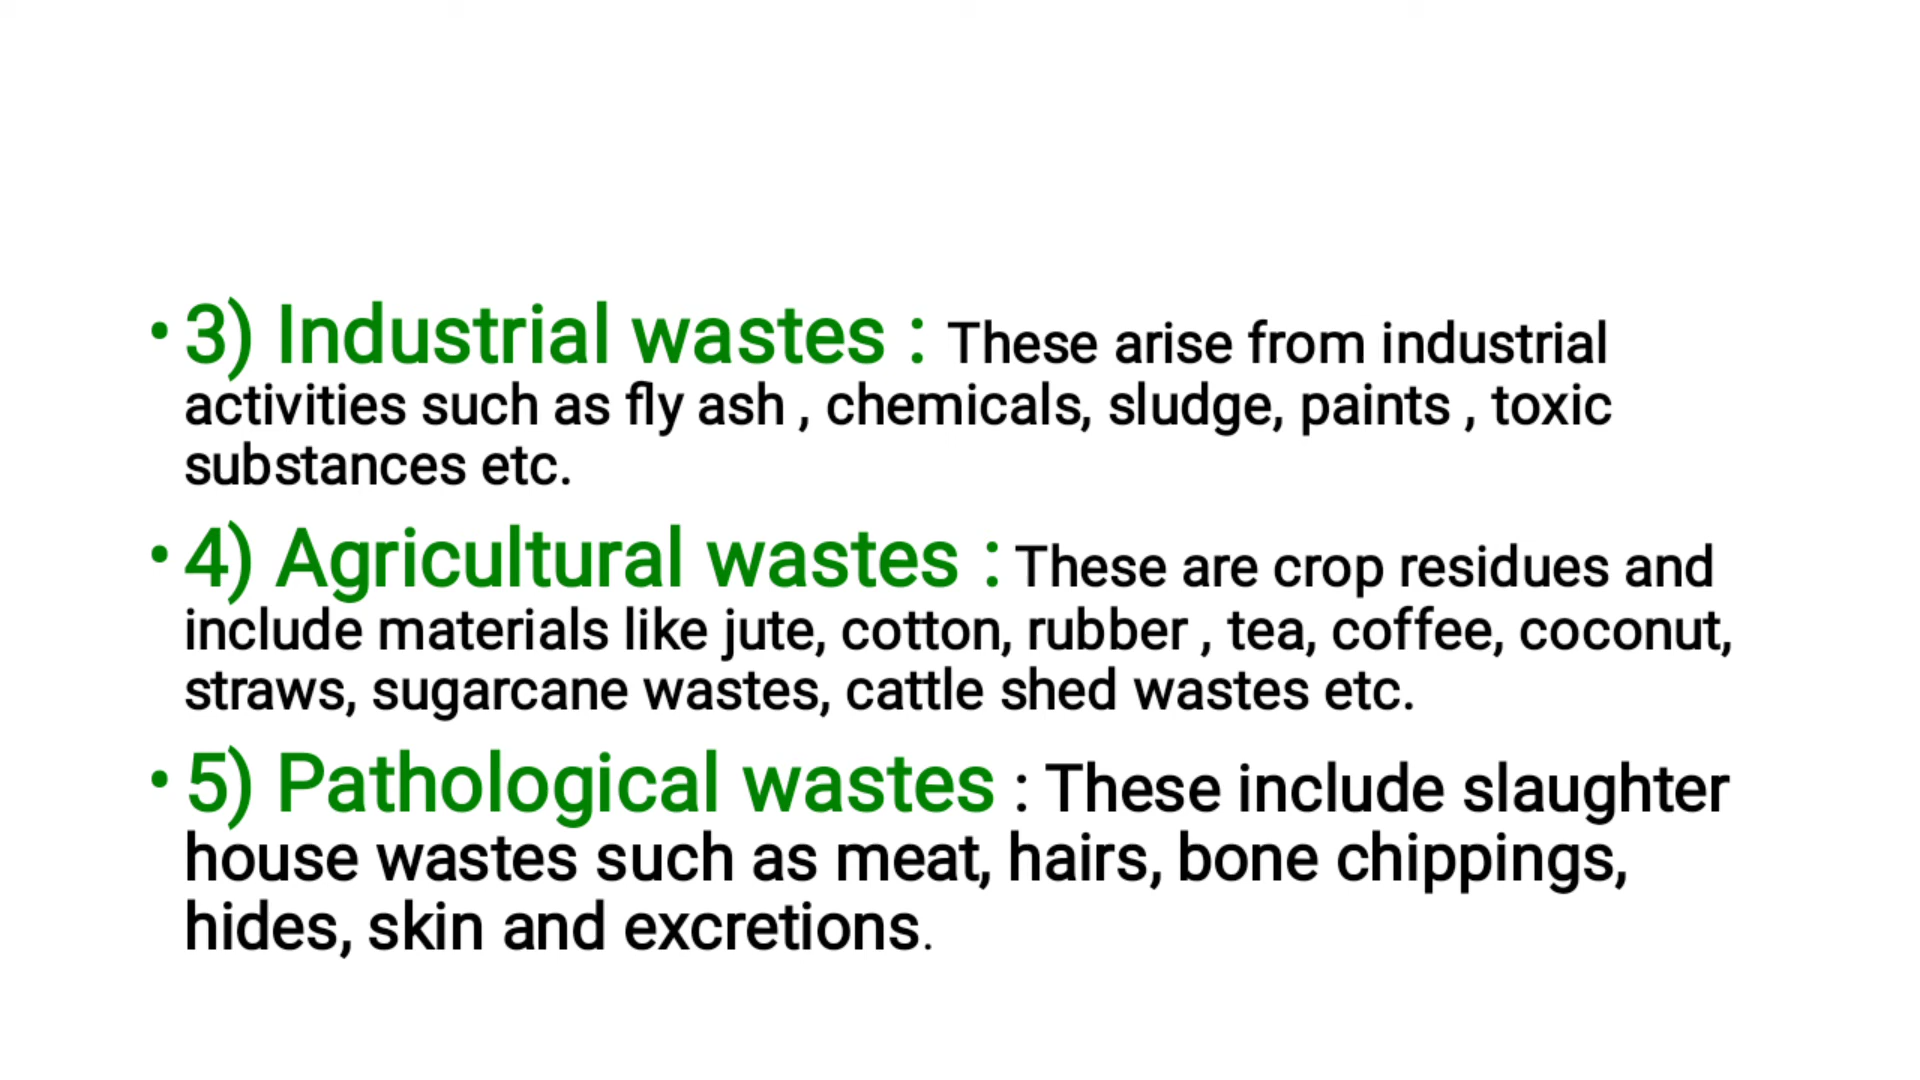 • 3) Industrial wastes : These arise from industrial
activities such as fly ash , chemicals, sludge, paints , toxic
substances etc.
• 4) Agricultural wastes : These are crop residues and
include materials like jute, cotton, rubber , tea, coffee, coconut,
straws, sugarcane wastes, cattle shed wastes etc.
• 5) Pathological wastes : These include slaughter
house wastes such as meat, hairs, bone chippings,
hides, skin and excretions.